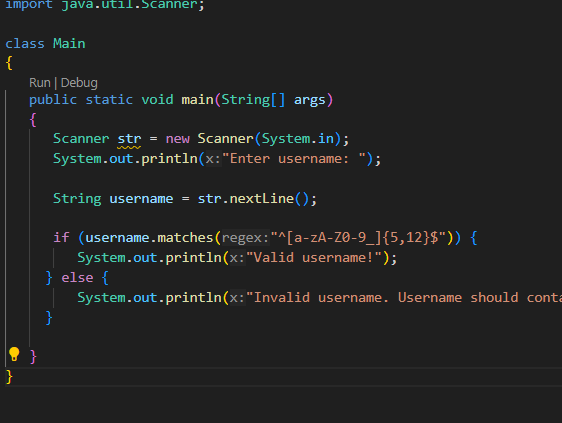 import java.util.Scanner;
class Main
{
Run | Debug
public static void main(String[] args)
{
Scanner str = new Scanner(System.in);
System.out.println(x:"Enter username: ");
String username = str.nextLine();
if (username.matches(regex:"^[a-zA-Z0-9_]{5,12}$")) {
System.out.println(x:"Valid username!");
} else {
System.out.println(x:"Invalid username. Username should conta
}
}
}